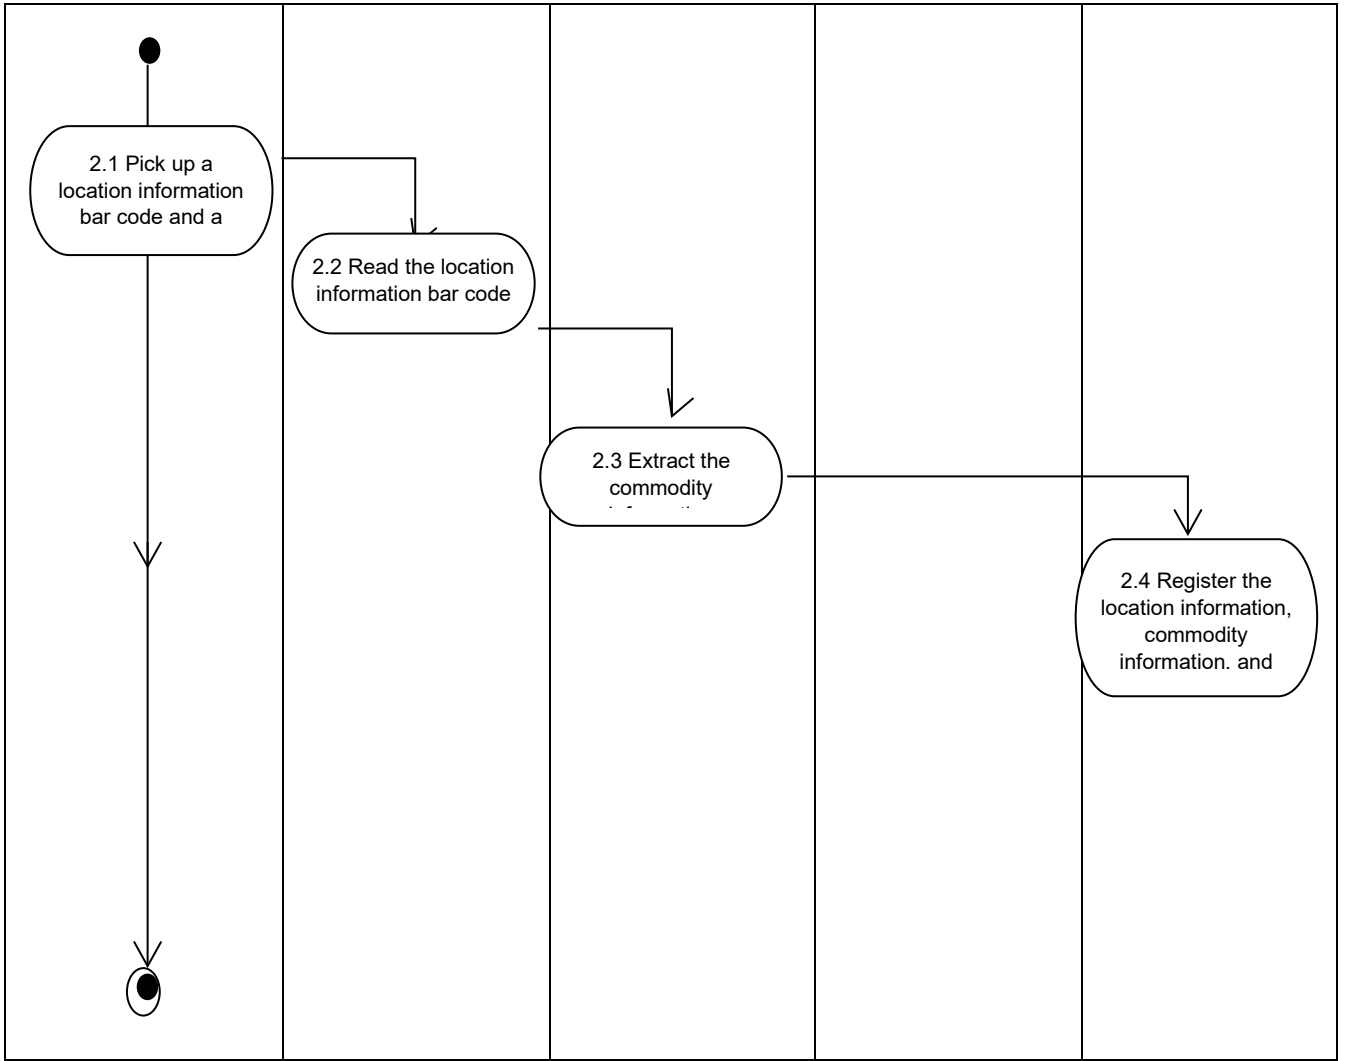 2.1 Pick up a
location information
bar code and a
2.2 Read the location
information bar code
2.3 Extract the
commodity
2.4 Register the
location information,
commodity
information. and